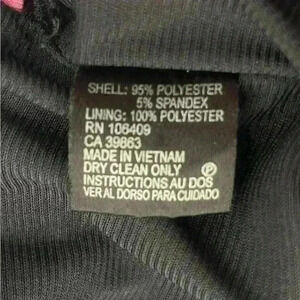 SHELL: 95% POLYESTER
5% SPANDEX
LINING: 100% POLYESTER
RN 106409
CA 39863
MADE IN VIETNAM
DRY CLEAN ONLY Ⓟ
INSTRUCTIONS AU DOS
VER AL DORSO PARA CUIDADO